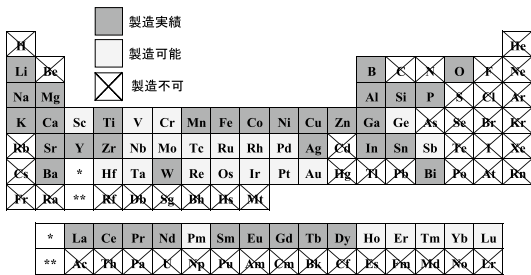 製造実績
製造可能
製造不可
H He
Li Be B C N O F Ne
Na Mg Al Si P S Cl Ar
K Ca Sc Ti V Cr Mn Fe Co Ni Cu Zn Ga Ge As Se Br Kr
Rb Sr Y Zr Nb Mo Tc Ru Rh Pd Ag Cd In Sn Sb Te I Xe
Cs Ba * Hf Ta W Re Os Ir Pt Au Hg Tl Pb Bi Po At Rn
Fr Ra ** Rf Db Sg Bh Hs Mt
* La Ce Pr Nd Pm Sm Eu Gd Tb Dy Ho Er Tm Yb Lu
** Ac Th Pa U Np Pu Am Cm Bk Cf Es Fm Md No Lr